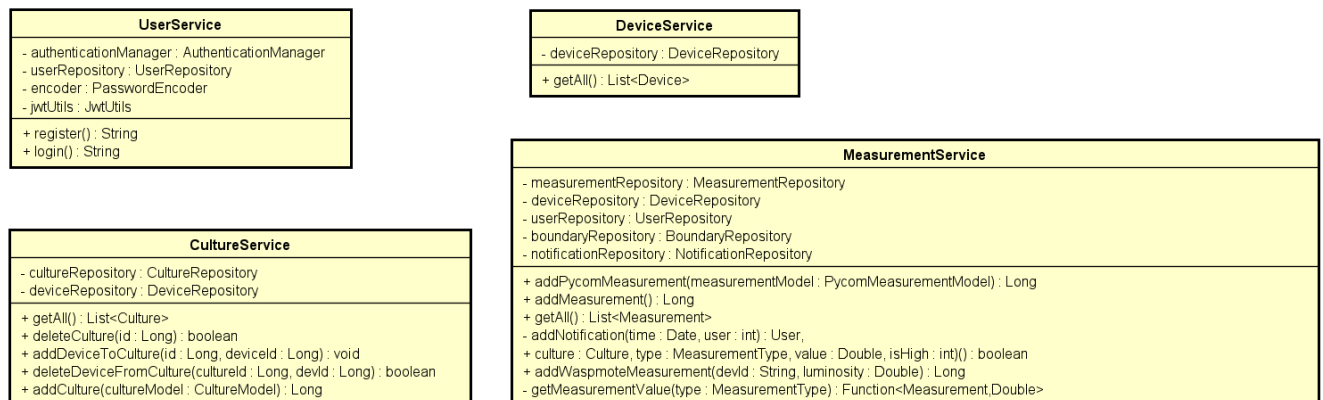 UserService
- authenticationManager : AuthenticationManager
- userRepository : UserRepository
- encoder : PasswordEncoder
- jwtUtils : JwtUtils
+ register() : String
+ login() : String
DeviceService
- deviceRepository : DeviceRepository
+ getAll() : List<Device>
CultureService
- cultureRepository : CultureRepository
- deviceRepository : DeviceRepository
+ getAll() : List<Culture>
+ deleteCulture(id : Long) : boolean
+ addDeviceToCulture(id : Long, deviceId : Long) : void
+ deleteDeviceFromCulture(cultureId : Long, devId : Long) : boolean
+ addCulture(cultureModel : CultureModel) : Long
MeasurementService
- measurementRepository : MeasurementRepository
- deviceRepository : DeviceRepository
- userRepository : UserRepository
- boundaryRepository : BoundaryRepository
- notificationRepository : NotificationRepository
+ addPycomMeasurement(measurementModel : PycomMeasurementModel) : Long
+ addMeasurement() : Long
+ getAll() : List<Measurement>
- addNotification(time : Date, user : int) : User,
+ culture : Culture, type : MeasurementType, value : Double, isHigh : int)() : boolean
+ addWaspmoteMeasurement(devId : String, luminosity : Double) : Long
- getMeasurementValue(type : MeasurementType) : Function<Measurement,Double>